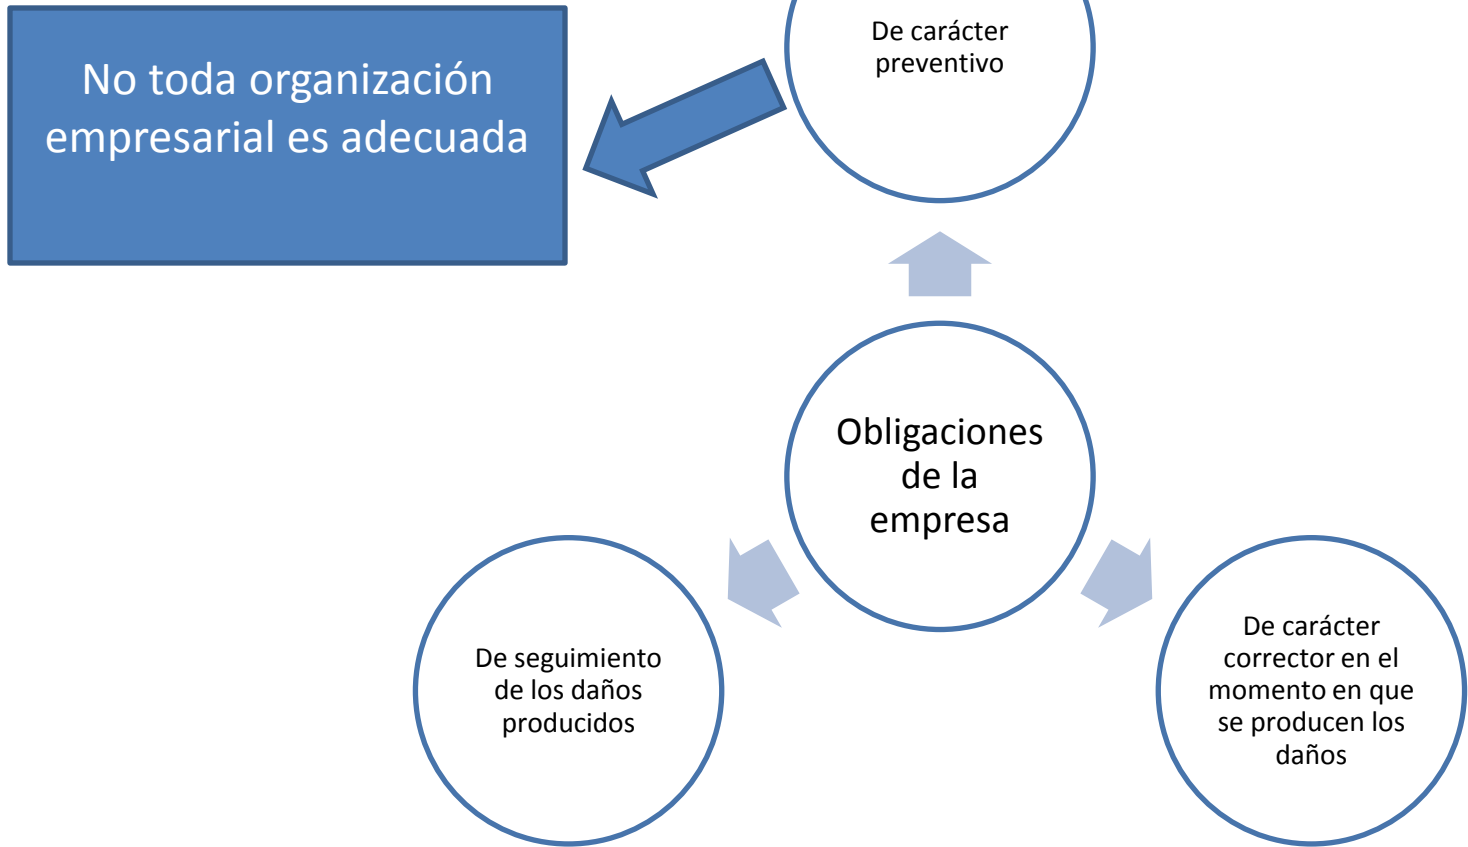 No toda organización
empresarial es adecuada
De carácter
preventivo
Obligaciones
de la
empresa
De seguimiento
de los daños
producidos
De carácter
corrector en el
momento en que
se producen los
daños